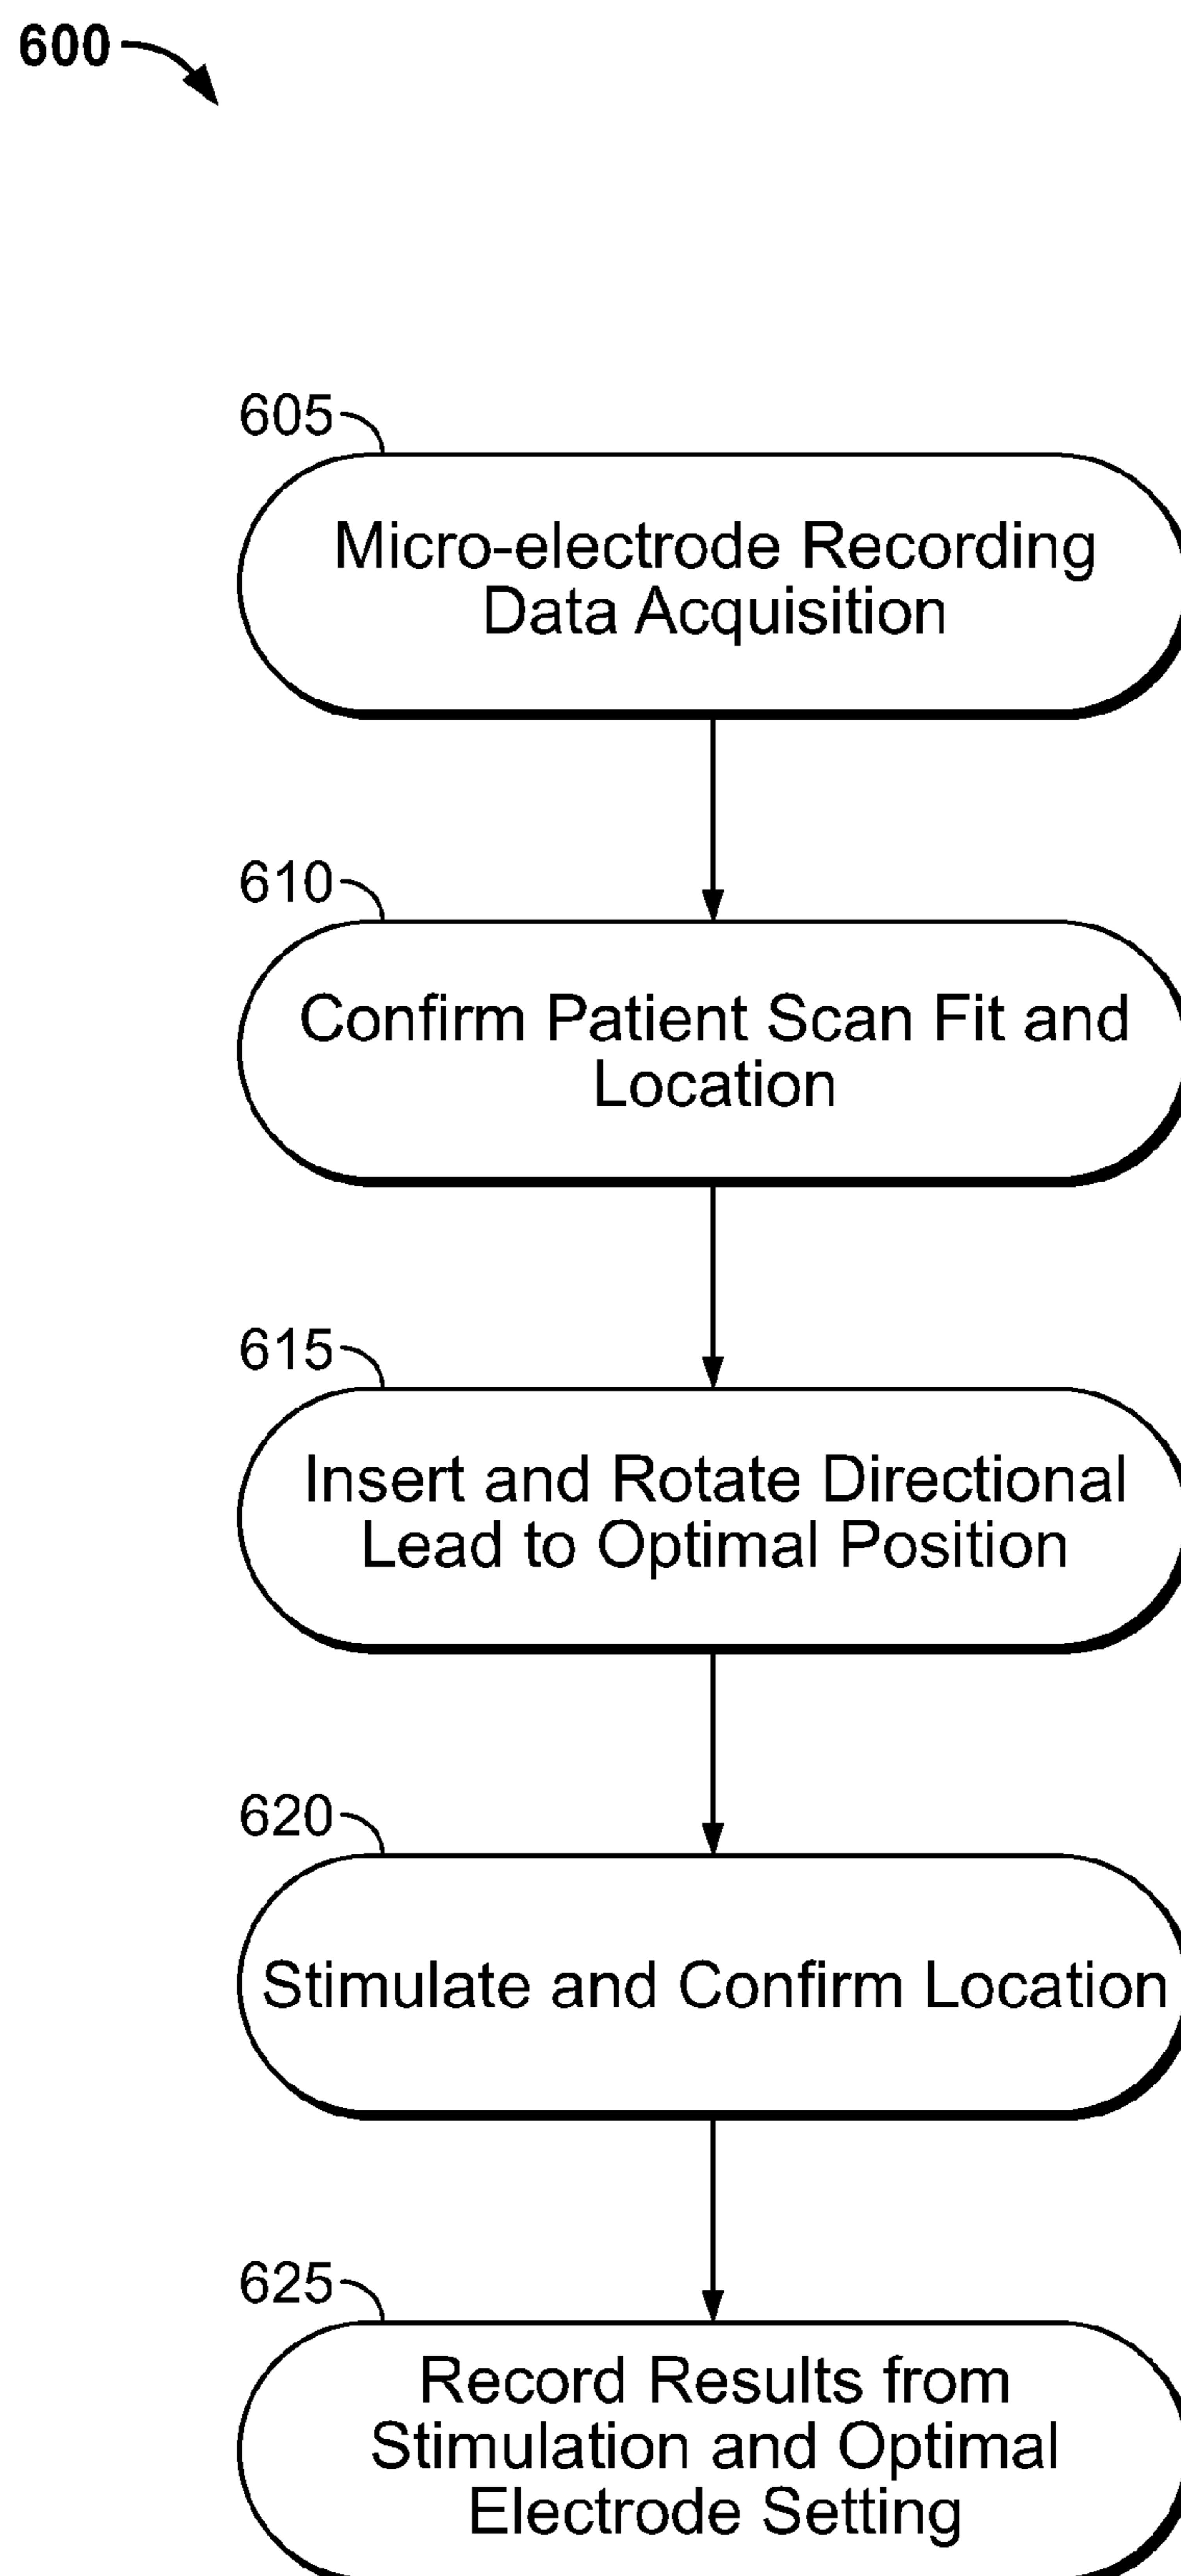 600
605
Micro-electrode Recording
Data Acquisition
610
Confirm Patient Scan Fit and
Location
615
Insert and Rotate Directional
Lead to Optimal Position
620
Stimulate and Confirm Location
625
Record Results from
Stimulation and Optimal
Electrode Setting